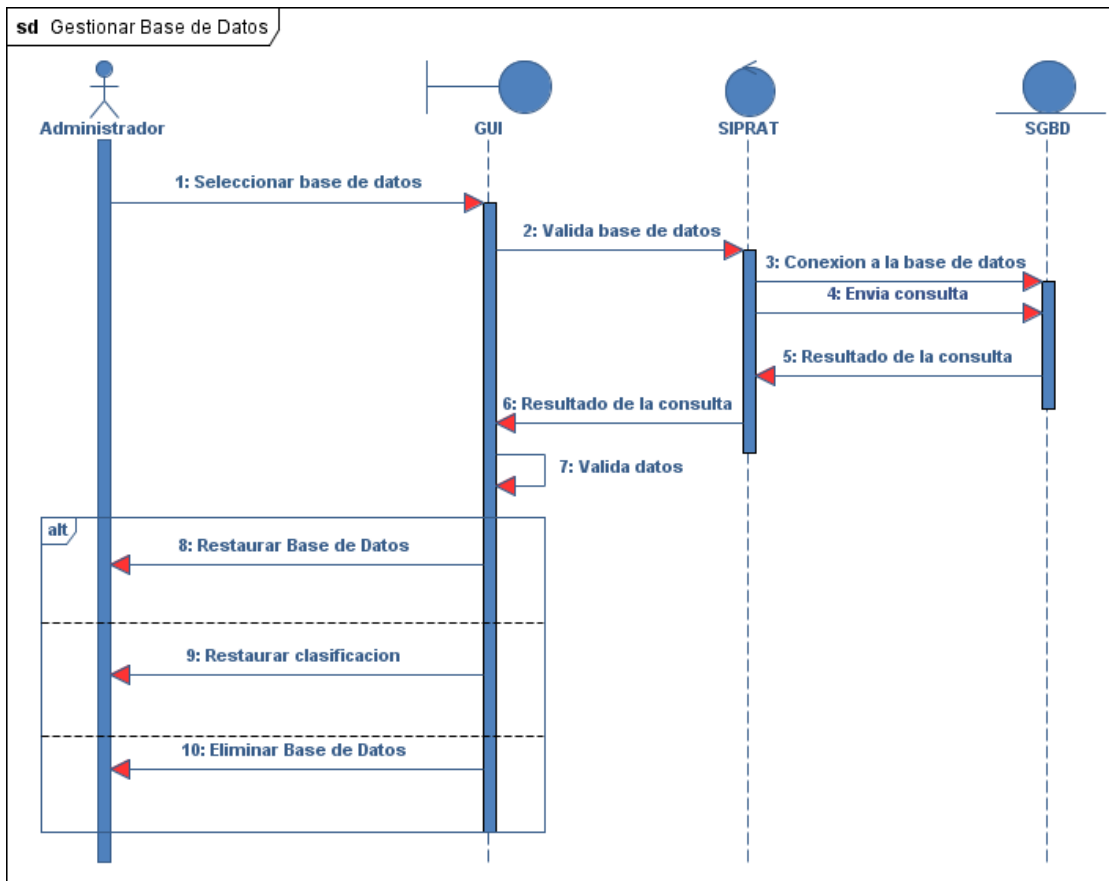 sd Gestionar Base de Datos
Administrador
GUI
SIPRAT
SGBD
1: Seleccionar base de datos
2: Valida base de datos
3: Conexion a la base de datos
4: Envia consulta
5: Resultado de la consulta
6: Resultado de la consulta
7: Valida datos
alt
8: Restaurar Base de Datos
9: Restaurar clasificacion
10: Eliminar Base de Datos